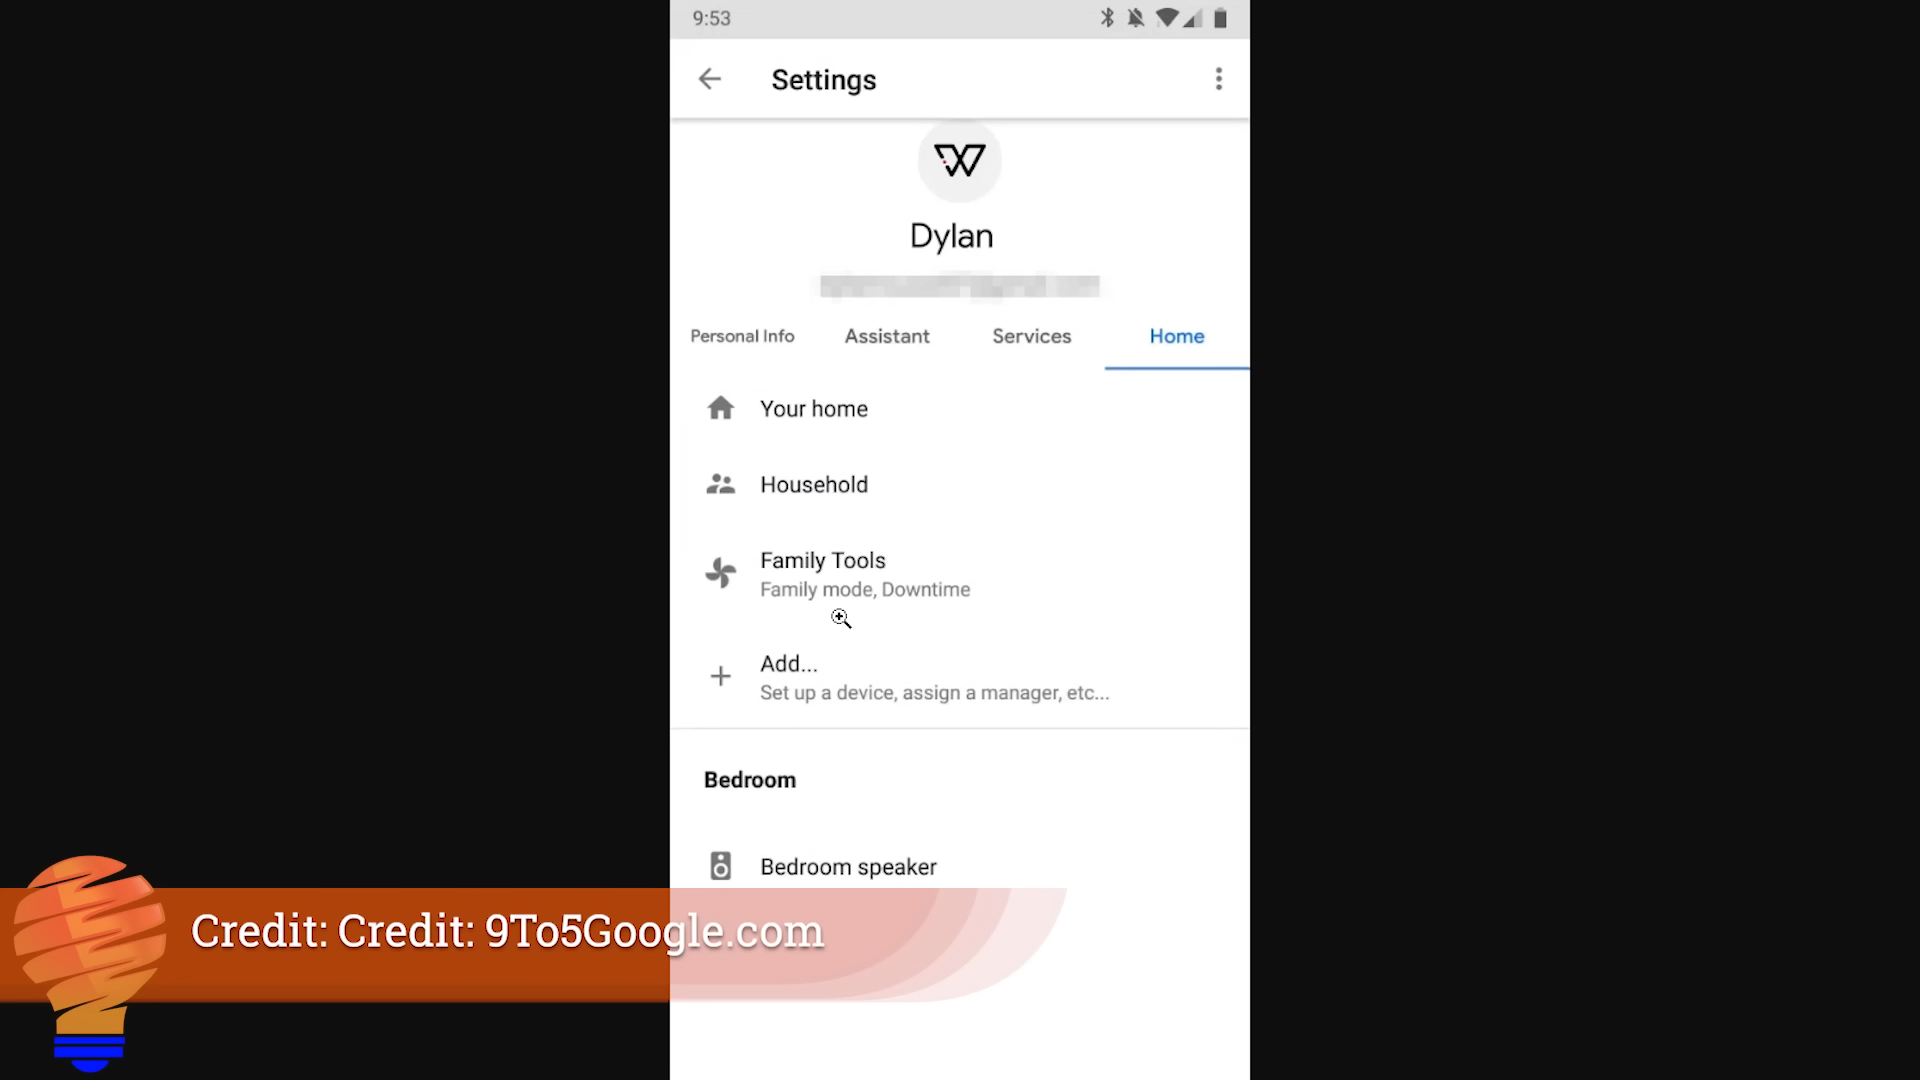 9:53
Settings
Dylan
Personal Info Assistant Services Home
Your home
Household
Family Tools
Family mode, Downtime
Add...
Set up a device, assign a manager, etc...
Bedroom
Bedroom speaker
Credit: Credit: 9To5Google.com